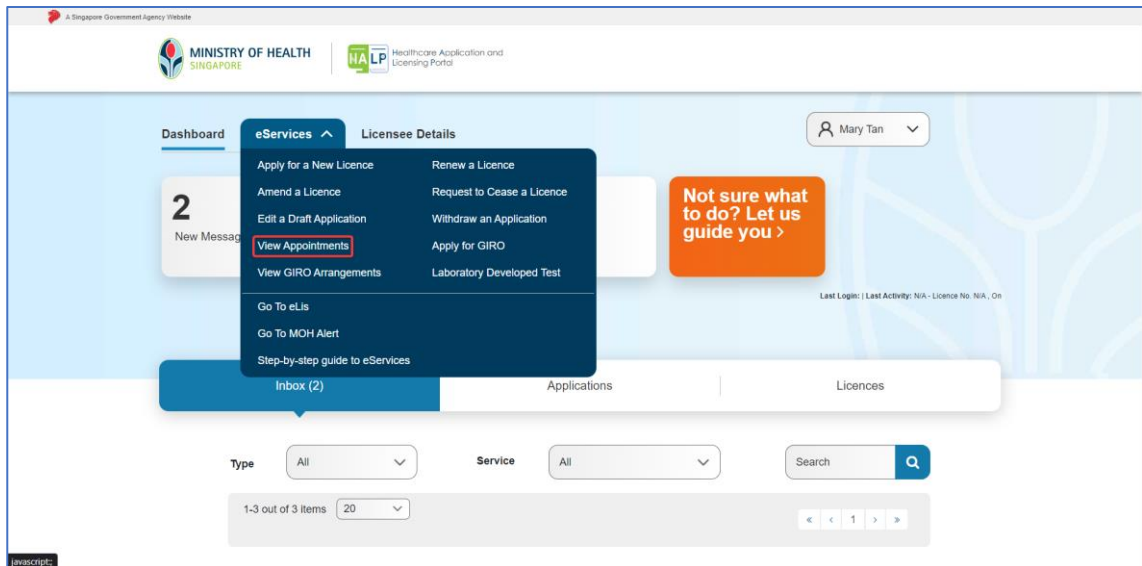 A Singapore Government Agency Website
MINISTRY OF HEALTH
SINGAPORE
HALP
Healthcare Application and
Licensing Portal
Dashboard
eServices
Licensee Details
Mary Tan
Apply for a New Licence
Renew a Licence
Amend a Licence
Request to Cease a Licence
Edit a Draft Application
Withdraw an Application
View Appointments
Apply for GIRO
View GIRO Arrangements
Laboratory Developed Test
Go To eLis
Go To MOH Alert
Step-by-step guide to eServices
2
New Messag
Not sure what
to do? Let us
guide you >
Last Login: | Last Activity: N/A - Licence No. N/A , On
Inbox (2)
Applications
Licences
Type
All
Service
All
Search
1-3 out of 3 items
20
« < 1 > »
javascript:;